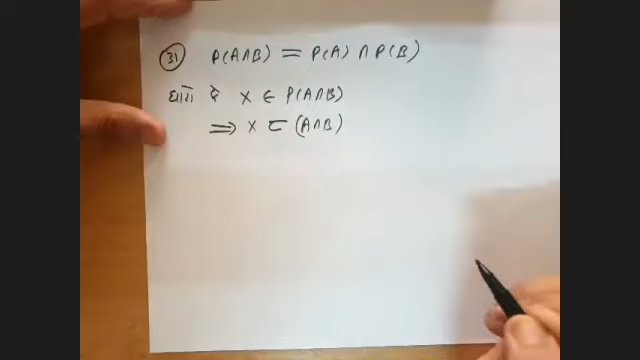 31 P(A∩B) = P(A) ∩ P(B)
X ∈ P(A∩B)
⇒ X ⊂ (A∩B)